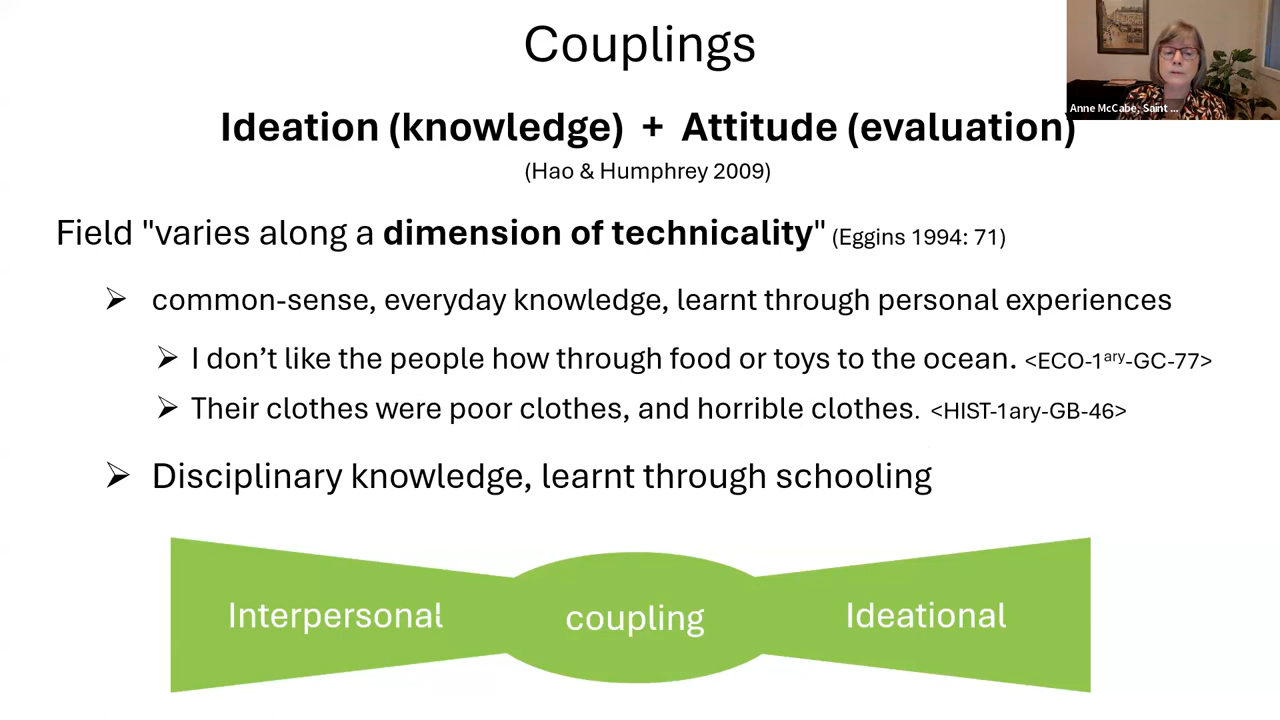 Couplings
Anne McCabe, Saint ...
Ideation (knowledge) + Attitude (evaluation)
(Hao & Humphrey 2009)
Field "varies along a dimension of technicality" (Eggins 1994: 71)
➢ common-sense, everyday knowledge, learnt through personal experiences
➢ I don’t like the people how through food or toys to the ocean. <ECO-1ary-GC-77>
➢ Their clothes were poor clothes, and horrible clothes. <HIST-1ary-GB-46>
➢ Disciplinary knowledge, learnt through schooling
Interpersonal coupling Ideational